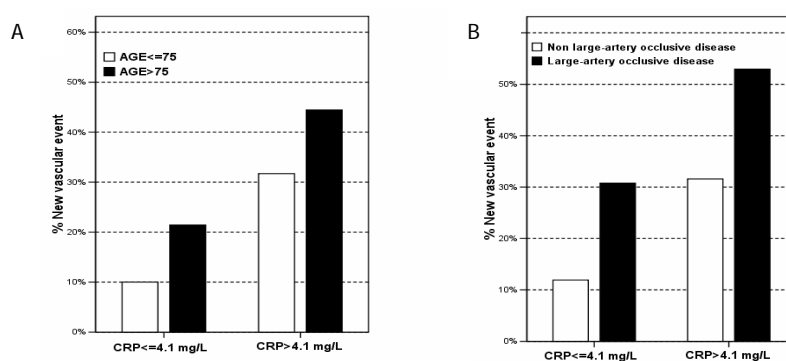 A
% New vascular event
60%
50%
40%
30%
20%
10%
0%
AGE<=75
AGE>75
CRP<=4.1 mg/L
CRP>4.1 mg/L
B
% New vascular event
60%
50%
40%
30%
20%
10%
0%
Non large-artery occlusive disease
Large-artery occlusive disease
CRP<=4.1 mg/L
CRP>4.1 mg/L